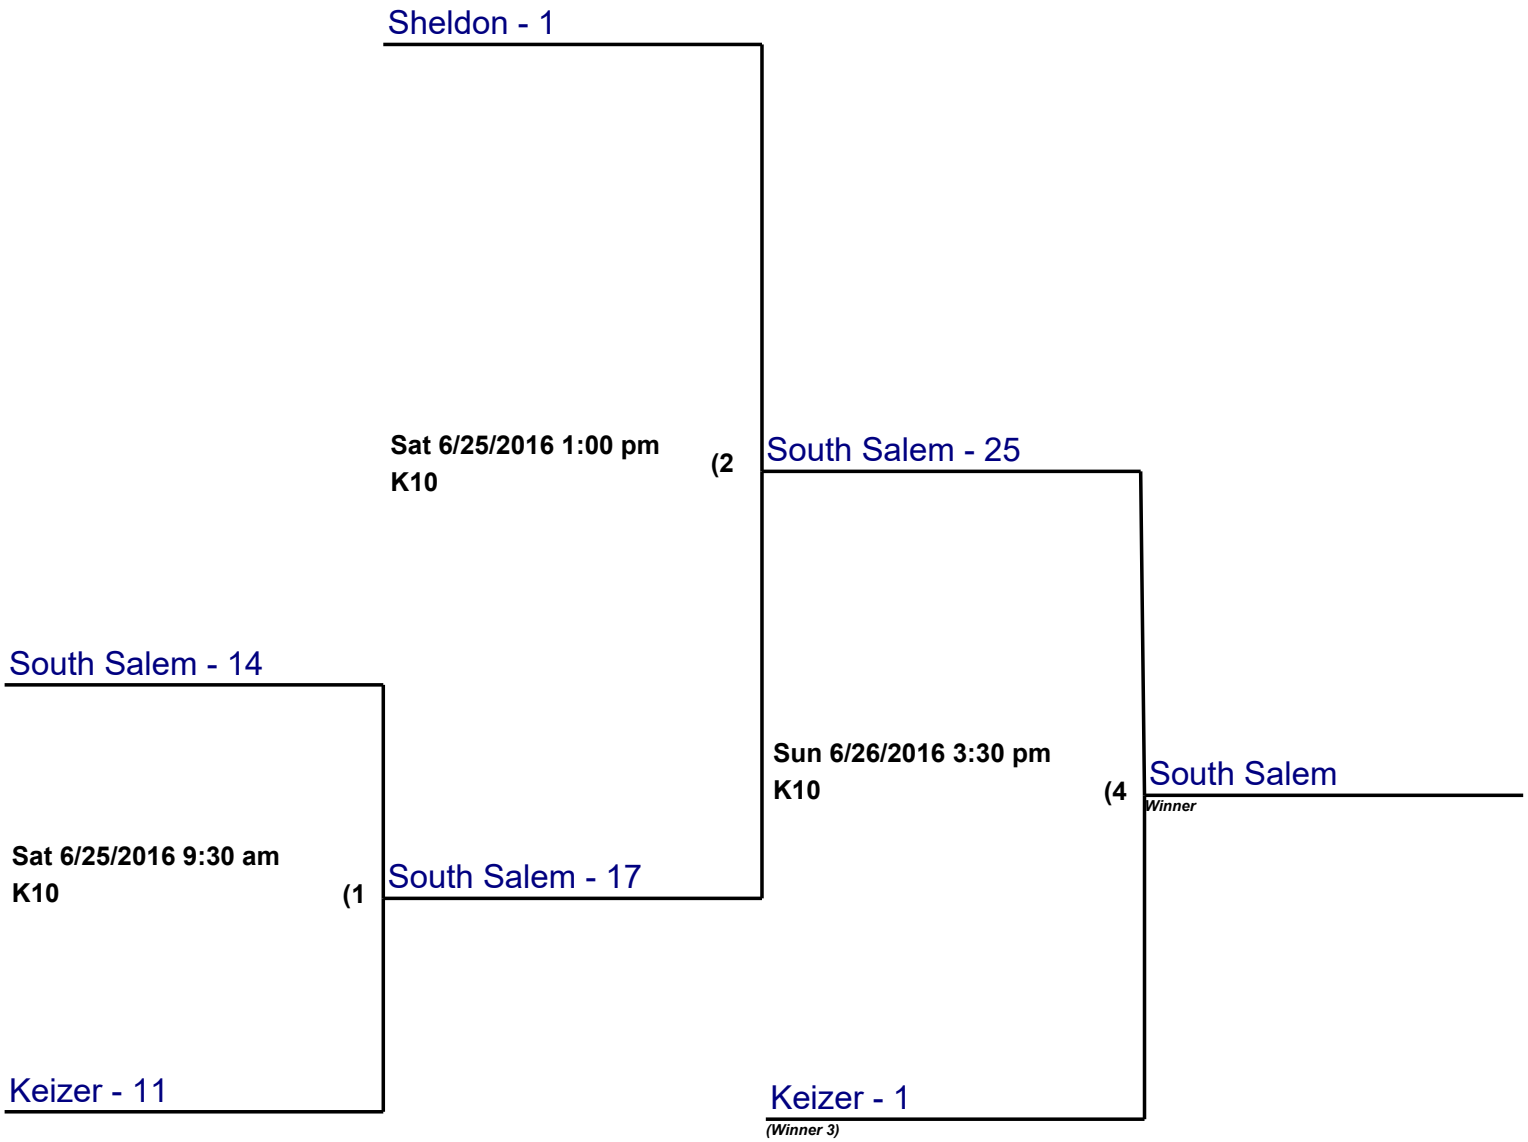 Sheldon - 1
Sat 6/25/2016 1:00 pm
K10
(2
South Salem - 25
South Salem - 14
Sun 6/26/2016 3:30 pm
K10
(4
South Salem
Winner
Sat 6/25/2016 9:30 am
K10
(1
South Salem - 17
Keizer - 11
Keizer - 1
(Winner 3)